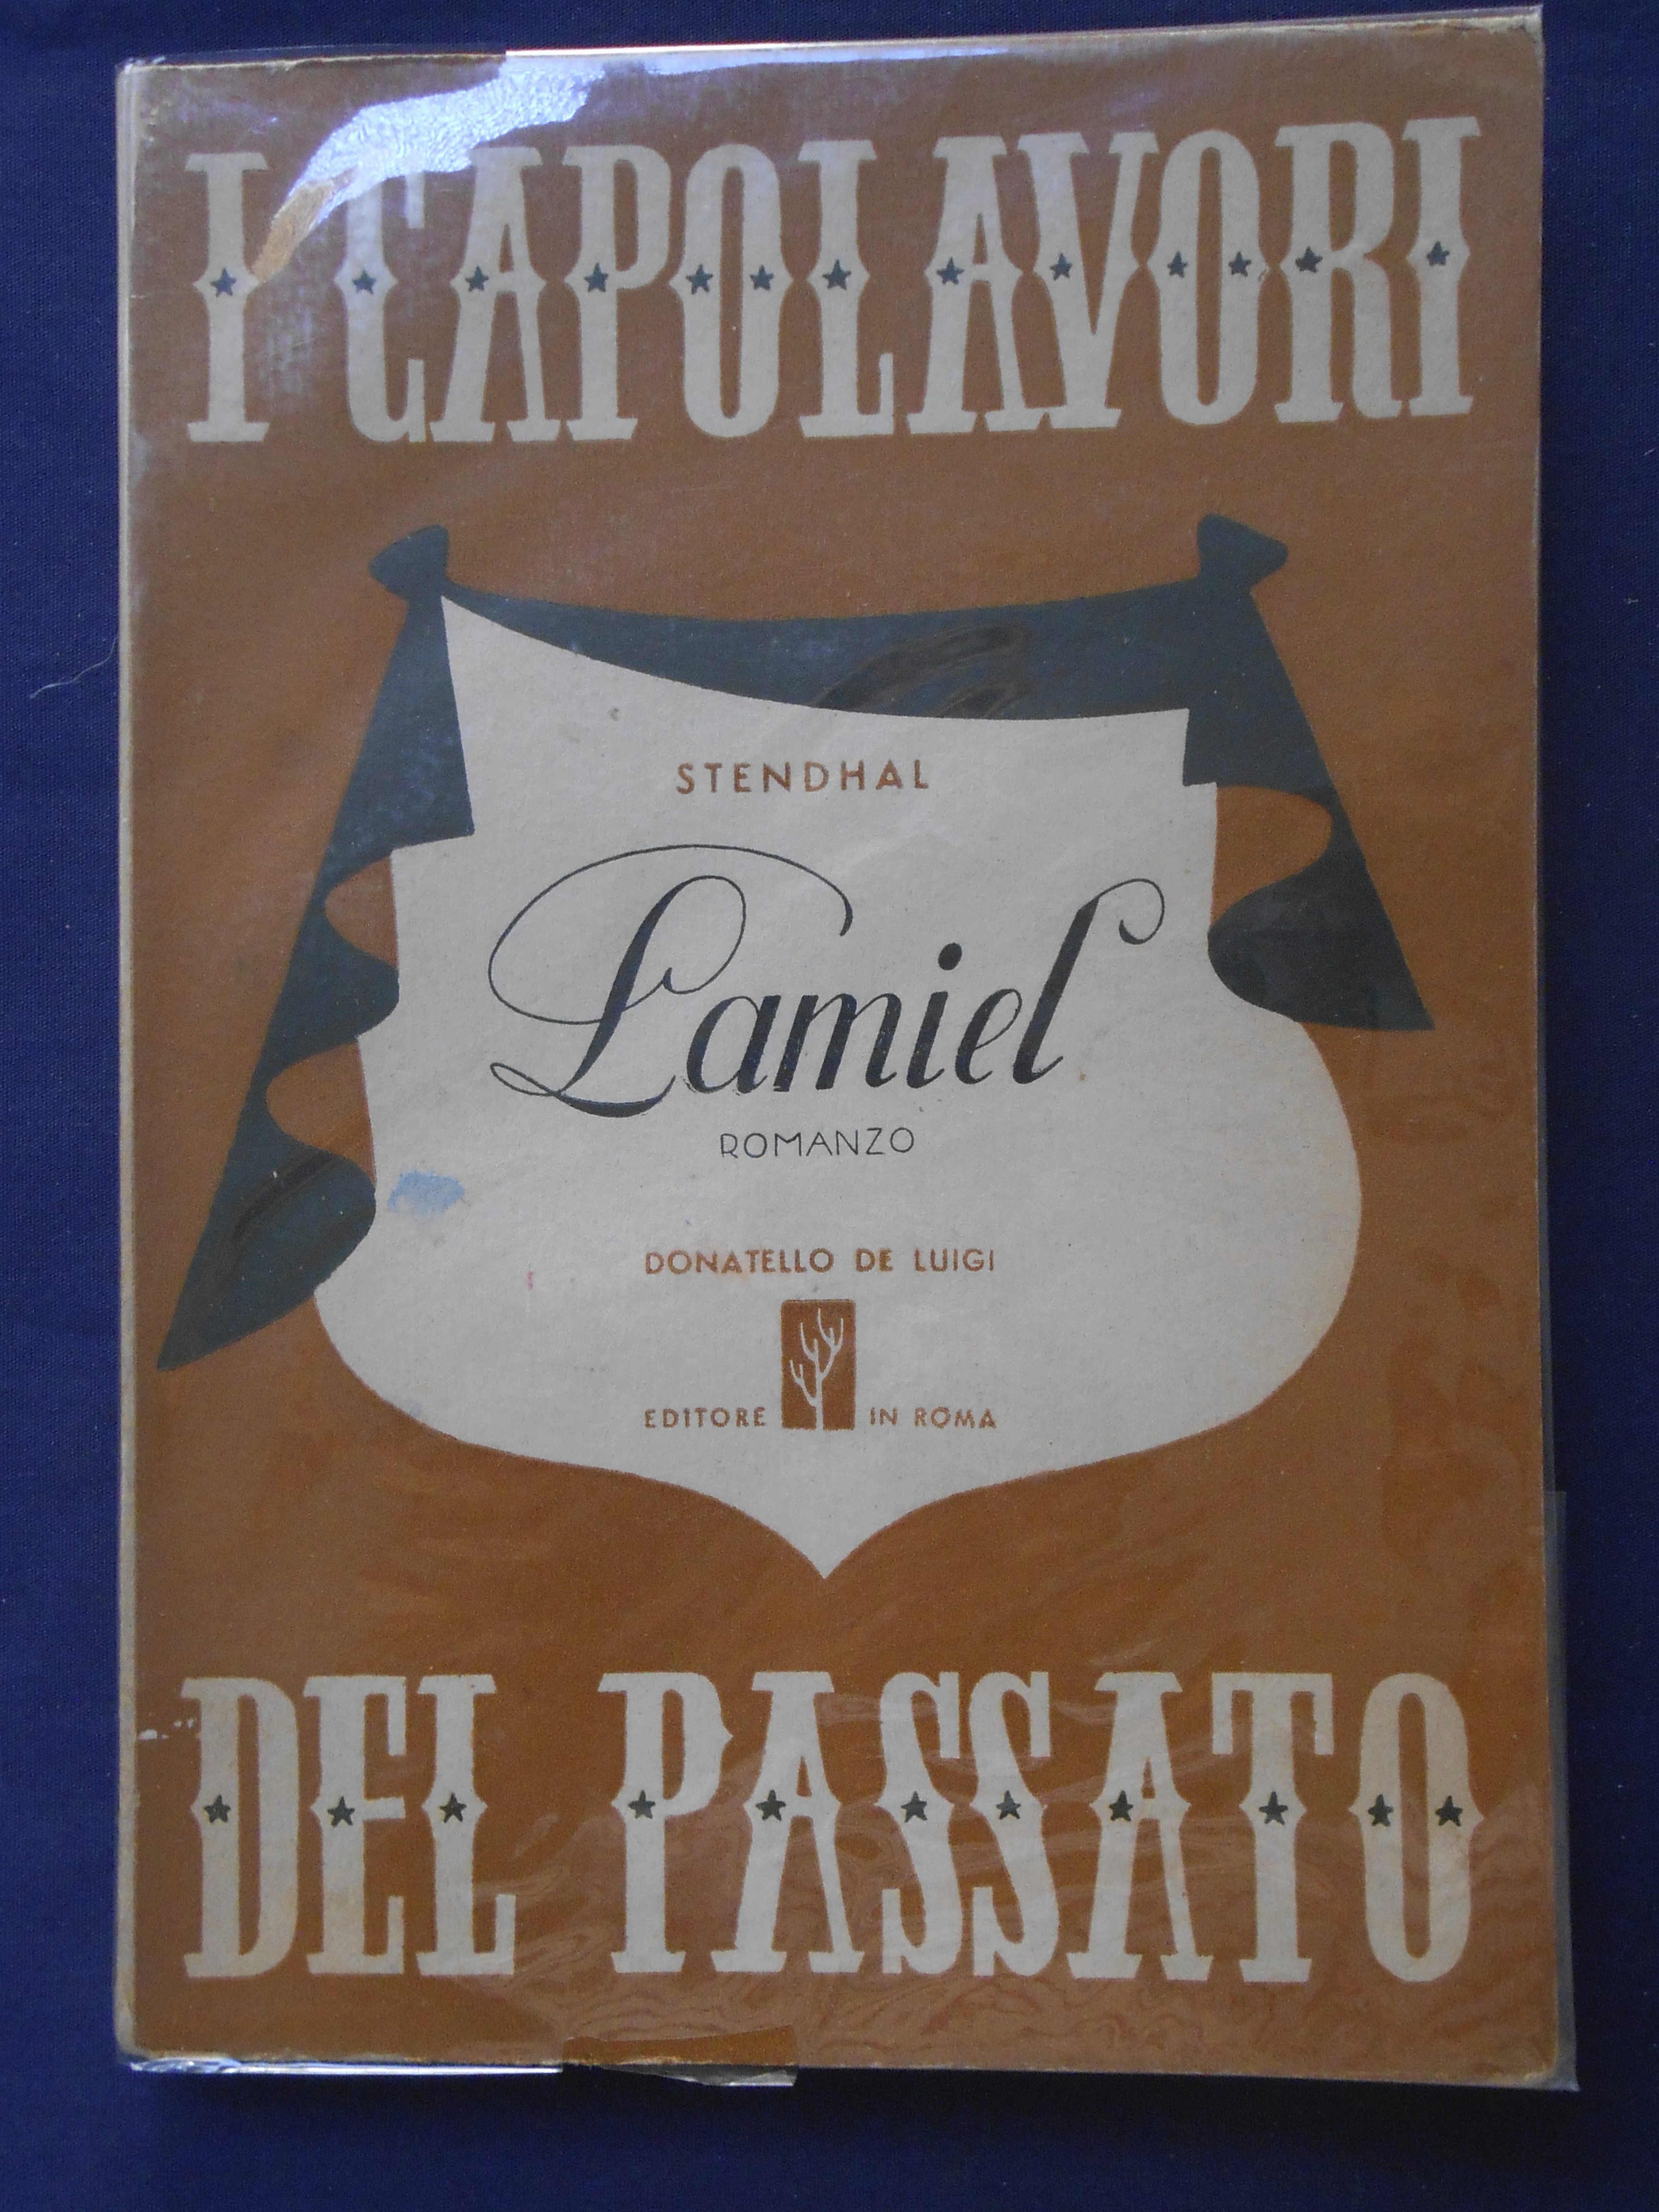 I CAPOLAVORI
STENDHAL
Lamiel
ROMANZO
DONATELLO DE LUIGI
EDITORE IN ROMA
DEL PASSATO